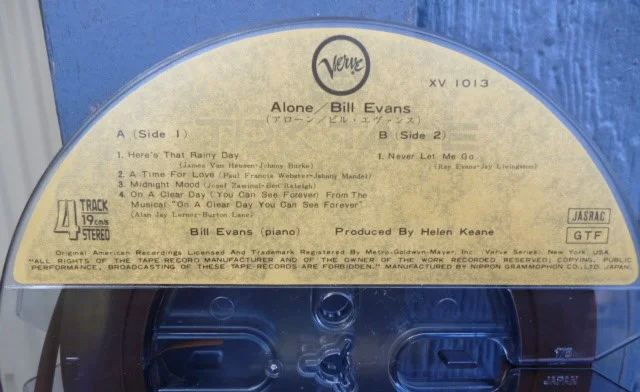 Verve
XV 1013
Alone/Bill Evans
(アローン/ビル・エヴァンス)
A (Side 1)
B (Side 2)
1. Here's That Rainy Day
(James Van Heusen-Johnny Burke)
2. A Time For Love (Paul Francis Webster-Johnny Mandel)
3. Midnight Mood (Josef Zawinal-Ben Raleigh)
4. On A Clear Day (You Can See Forever) From The
Musical "On A Clear Day You Can See Forever"
(Alan Jay Lerner-Burton Lane)
1. Never Let Me Go
(Ray Evans-Jay Livingston)
4 TRACK
19cm/s
STEREO
Bill Evans (piano)
Produced By Helen Keane
JASRAC
GTF
Original American Recordings Licensed And Trademark Registered By Metro-Goldwyn-Mayer, Inc. (Verve Series), New York, USA
"ALL RIGHTS OF THE TAPE RECORD MANUFACTURER AND OF THE OWNER OF THE WORK RECORDED RESERVED; COPYING, PUBLIC
PERFORMANCE, BROADCASTING OF THESE TAPE-RECORDS ARE FORBIDDEN." MANUFACTURED BY NIPPON GRAMMOPHON CO., LTD. JAPAN.
JAPAN